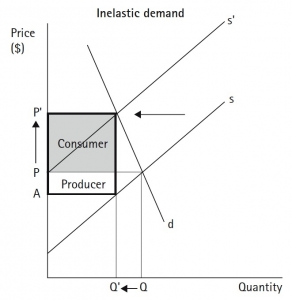 Inelastic demand
Price
($)
s'
s
P'
Consumer
P
Producer
A
d
Q'
Q
Quantity